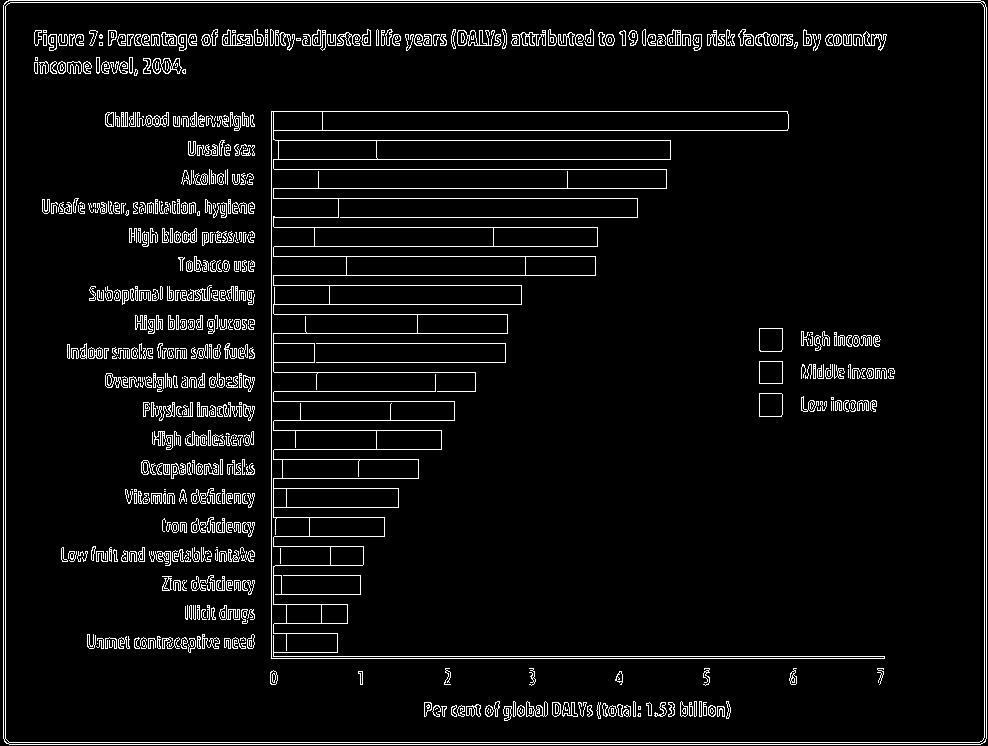 Figure 7: Percentage of disability-adjusted life years (DALYs) attributed to 19 leading risk factors, by country
income level, 2004.
Childhood underweight
Unsafe sex
Alcohol use
Unsafe water, sanitation, hygiene
High blood pressure
Tobacco use
Suboptimal breastfeeding
High blood glucose
Indoor smoke from solid fuels
Overweight and obesity
Physical inactivity
High cholesterol
Occupational risks
Vitamin A deficiency
Iron deficiency
Low fruit and vegetable intake
Zinc deficiency
Illicit drugs
Unmet contraceptive need
High income
Middle income
Low income
0 1 2 3 4 5 6 7
Per cent of global DALYs (total: 1.53 billion)